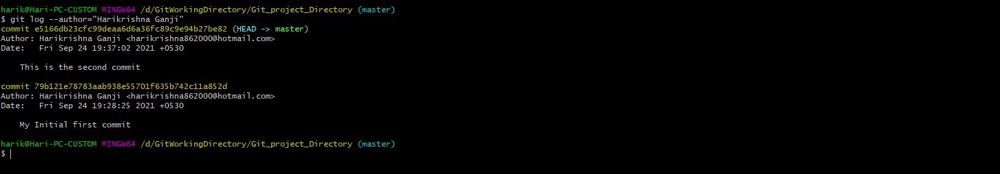 harik@Hari-PC-CUSTOM MINGW64 /d/GitWorkingDirectory/Git_project_Directory (master)
$ git log --author="Harikrishna Ganji"
commit e5166db23cfc99deaa6d6a36fc89c9e94b27be82 (HEAD -> master)
Author: Harikrishna Ganji <harikrishna862000@hotmail.com>
Date:   Fri Sep 24 19:37:02 2021 +0530
    This is the second commit
commit 79b121e78783aab938e55701f635b742c11a852d
Author: Harikrishna Ganji <harikrishna862000@hotmail.com>
Date:   Fri Sep 24 19:28:25 2021 +0530
    My Initial first commit
harik@Hari-PC-CUSTOM MINGW64 /d/GitWorkingDirectory/Git_project_Directory (master)
$